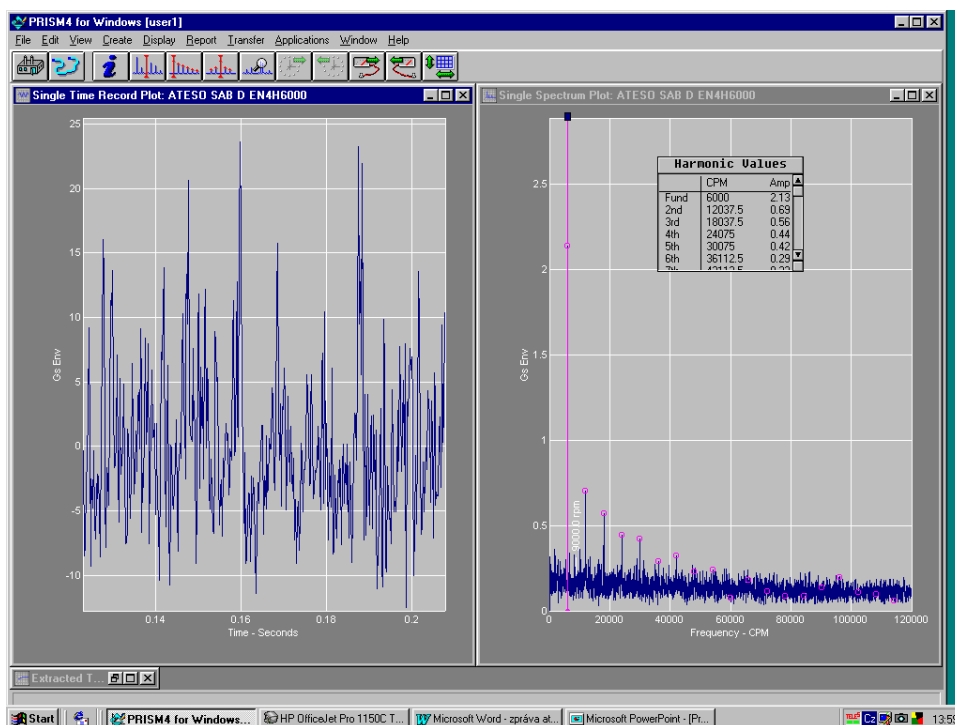 PRISM4 for Windows [user1]
File Edit View Create Display Report Transfer Applications Window Help
Single Time Record Plot: ATESO SAB D EN4H6000
25
20
15
10
5
0
-5
-10
Gs Env
0.14 0.16 0.18 0.2
Time - Seconds
Single Spectrum Plot: ATESO SAB D EN4H6000
Harmonic Values
CPM Amp
Fund 6000 2.13
2nd 12037.5 0.69
3rd 18037.5 0.56
4th 24075 0.44
5th 30075 0.42
6th 36112.5 0.29
2.5
2
1.5
1
0.5
0
Gs Env
rpm
0 20000 40000 60000 80000 100000 120000
Frequency - CPM
Extracted T...
Start PRISM4 for Windows... HP OfficeJet Pro 1150C T... Microsoft Word - zpráva at... Microsoft PowerPoint - [Pr... Cz 13:59